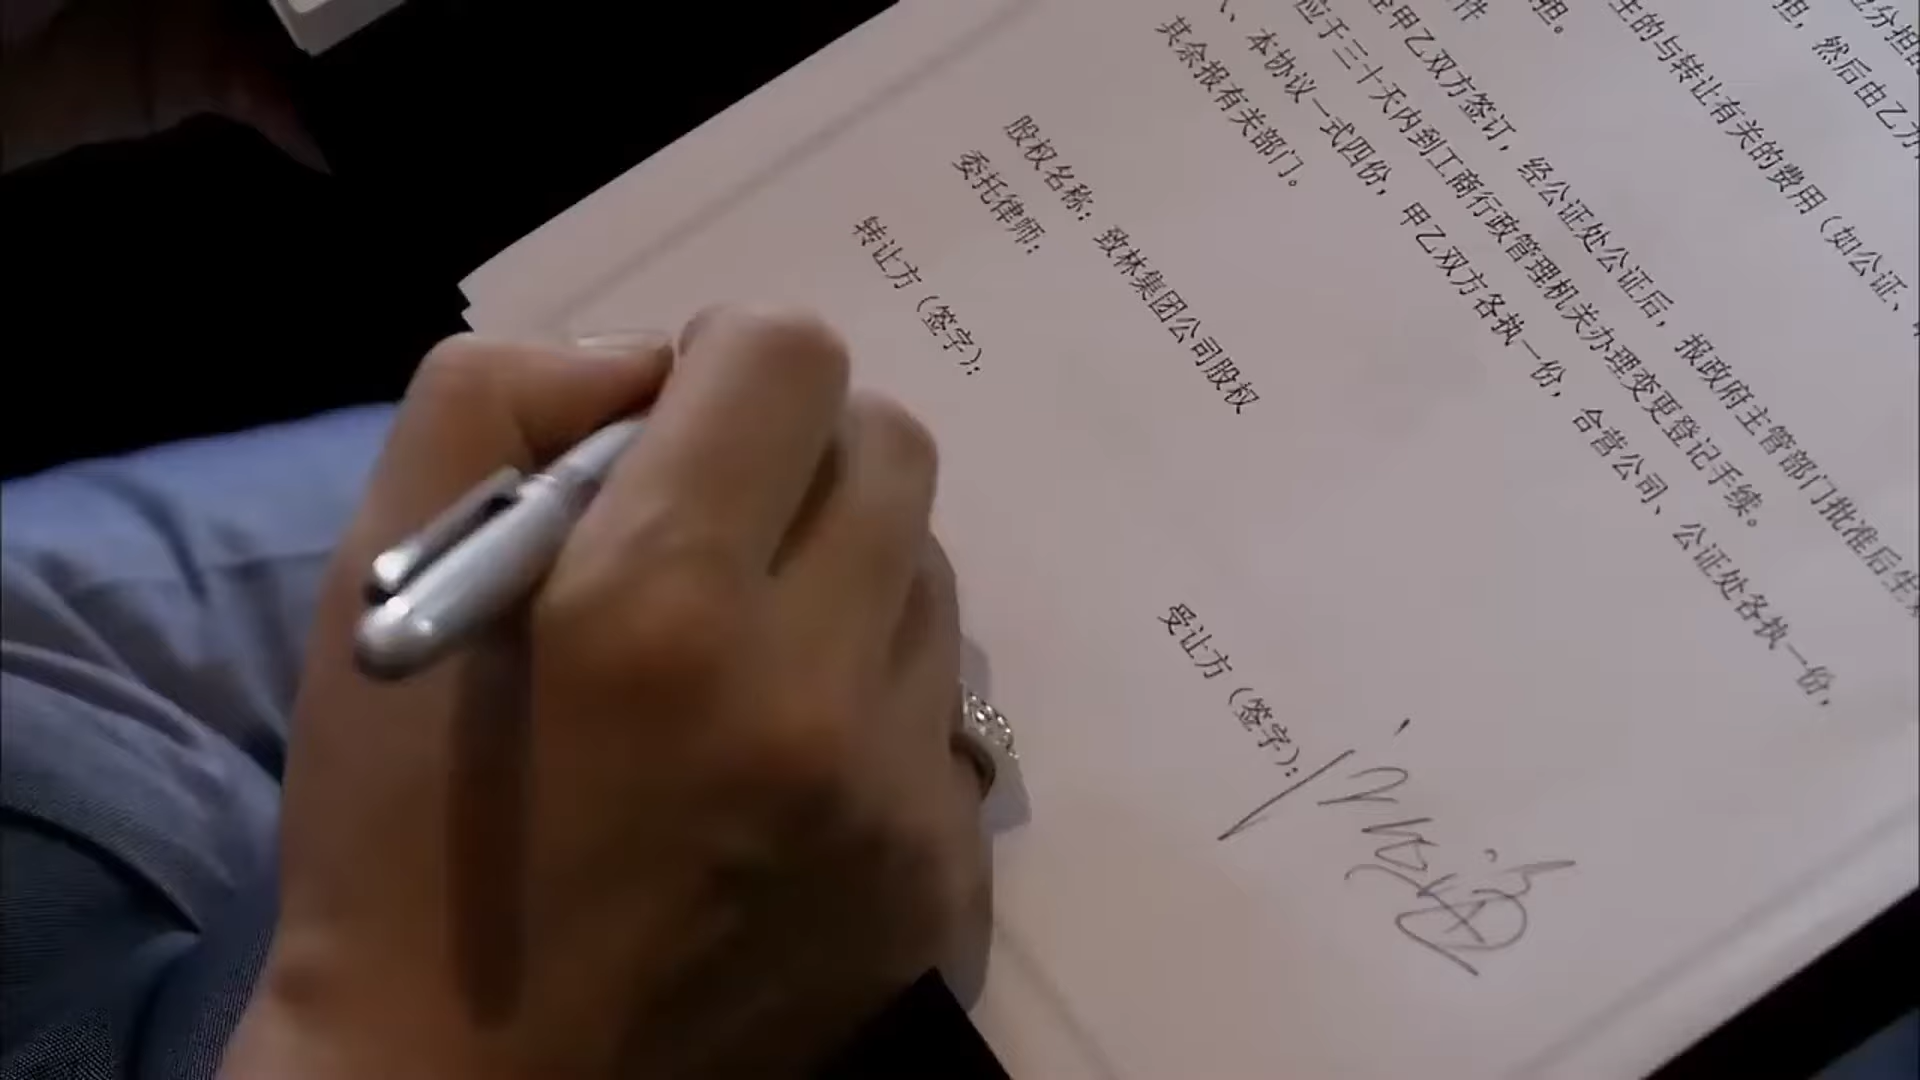 担，然后由乙方
生的与转让有关的费用（如公证、
担。
经甲乙双方签订，经公证处公证后，报政府主管部门批准后生效
位于三十天内到工商行政管理机关办理变更登记手续。
、本协议一式四份，甲乙双方各执一份，合营公司、公证处各执一份，
其余报有关部门。
股权名称：致林集团公司股权
委托律师：
转让方（签字）：
受让方（签字）：